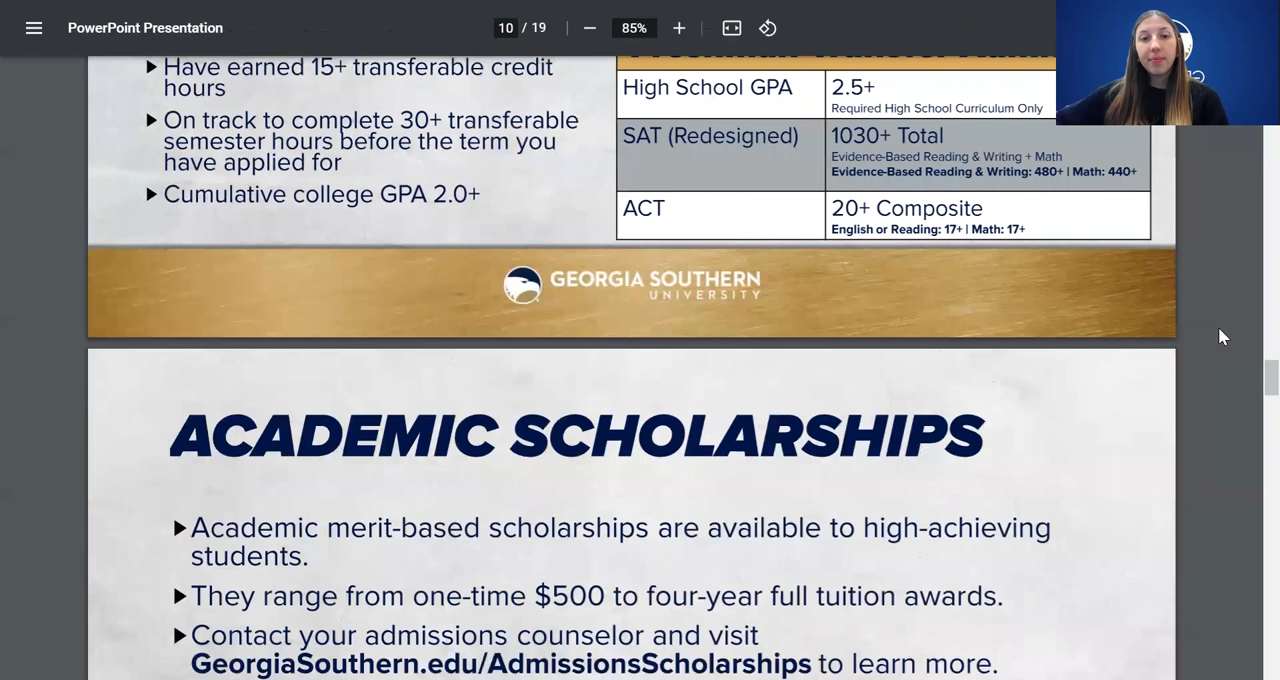 PowerPoint Presentation
10 / 19
85%
Have earned 15+ transferable credit
hours
On track to complete 30+ transferable
semester hours before the term you
have applied for
Cumulative college GPA 2.0+
High School GPA
2.5+
Required High School Curriculum Only
SAT (Redesigned)
1030+ Total
Evidence-Based Reading & Writing + Math
Evidence-Based Reading & Writing: 480+ | Math: 440+
ACT
20+ Composite
English or Reading: 17+ | Math: 17+
GEORGIA SOUTHERN
UNIVERSITY
ACADEMIC SCHOLARSHIPS
Academic merit-based scholarships are available to high-achieving
students.
They range from one-time $500 to four-year full tuition awards.
Contact your admissions counselor and visit
GeorgiaSouthern.edu/AdmissionsScholarships to learn more.